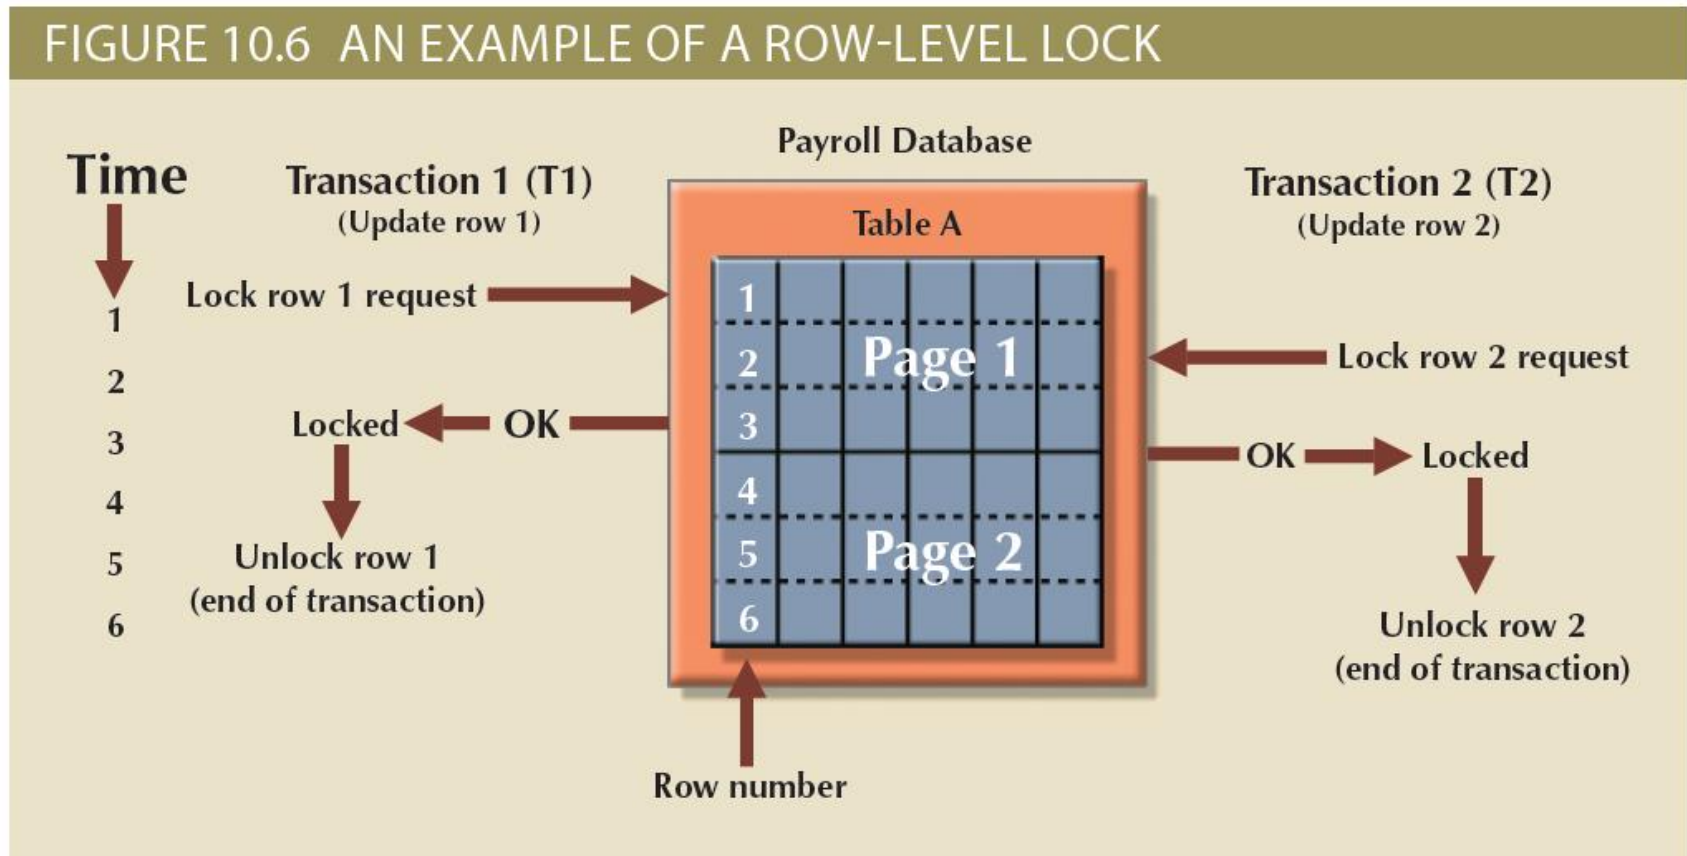 FIGURE 10.6 AN EXAMPLE OF A ROW-LEVEL LOCK
Payroll Database
Time
Transaction 1 (T1)
(Update row 1)
Table A
Transaction 2 (T2)
(Update row 2)
Lock row 1 request
1
1
2
Page 1
Lock row 2 request
2
Locked
OK
3
3
OK
Locked
4
4
Unlock row 1
(end of transaction)
5
5
Page 2
6
6
Unlock row 2
(end of transaction)
Row number